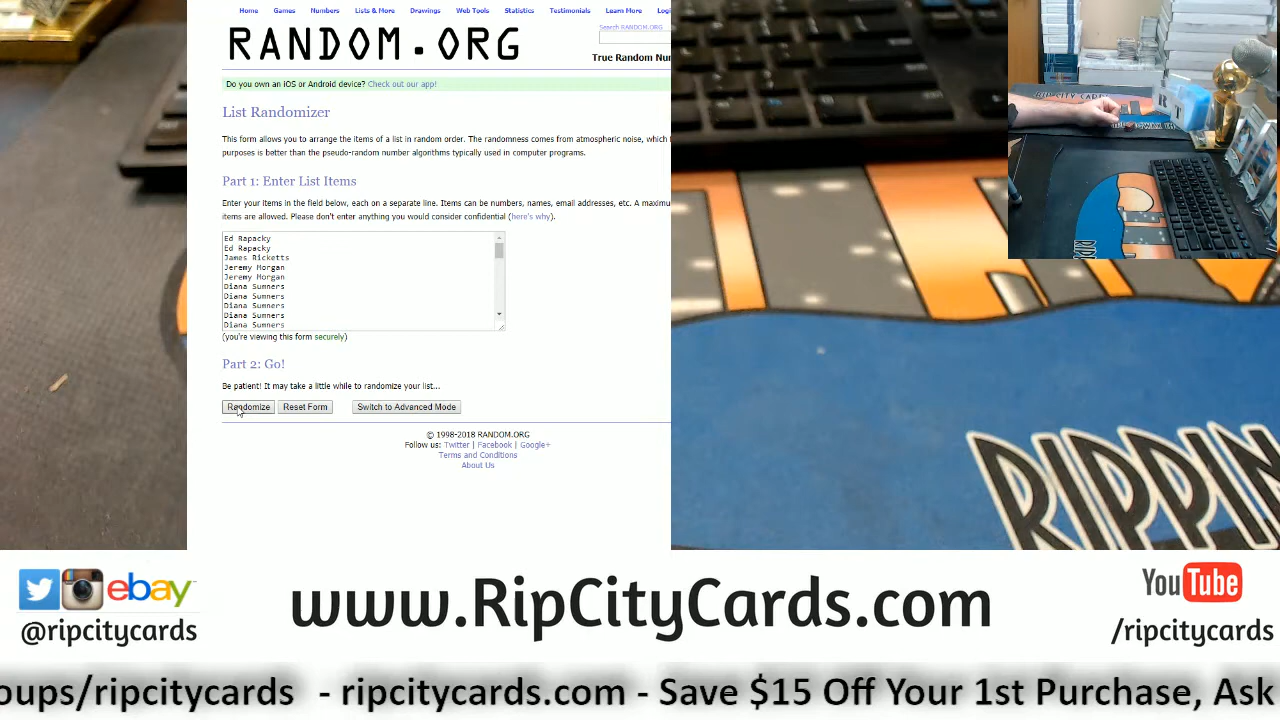 Home Games Numbers Lists & More Drawings Web Tools Statistics Testimonials Learn More
RANDOM.ORG
Search RANDOM.ORG
True Random
Do you own an iOS or Android device? Check out our app!
List Randomizer
This form allows you to arrange the items of a list in random order. The randomness comes from atmospheric noise, which
purposes is better than the pseudo-random number algorithms typically used in computer programs.
Part 1: Enter List Items
Enter your items in the field below, each on a separate line. Items can be numbers, names, email addresses, etc. A
items are allowed. Please don't enter anything you would consider confidential (here's why).
Ed Rapacky
Ed Rapacky
James Ricketts
Jeremy Morgan
Jeremy Morgan
Diana Sumners
Diana Sumners
Diana Sumners
Diana Sumners
Diana Sumners
(you're viewing this form securely)
Part 2: Go!
Be patient! It may take a little while to randomize your list...
Randomize Reset Form Switch to Advanced Mode
© 1998-2018 RANDOM.ORG
Follow us: Twitter | Facebook | Google+
Terms and Conditions
About Us
RIP CITY CARDS
RIPPIN
ebay
@ripcitycards
www.RipCityCards.com
YouTube
/ripcitycards
oups/ripcitycards - ripcitycards.com - Save $15 Off Your 1st Purchase, Ask